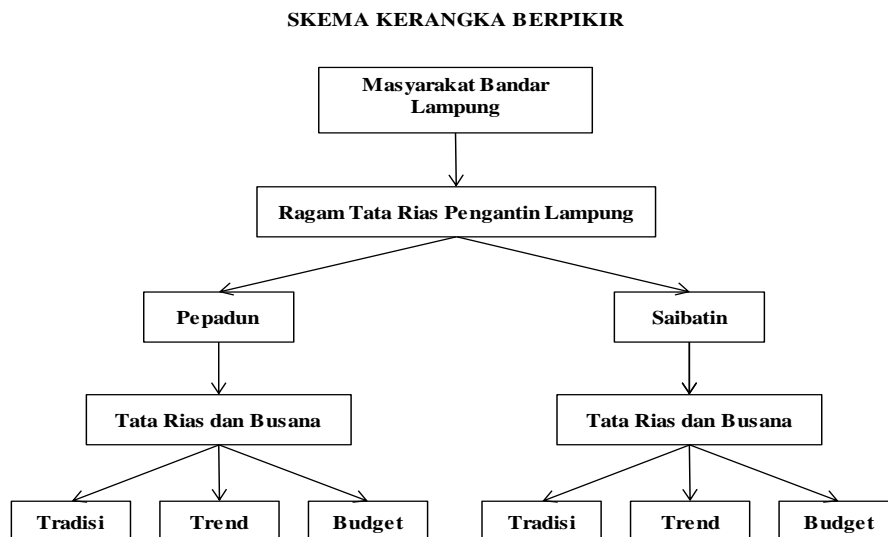 SKEMA KERANGKA BERPIKIR
Masyarakat Bandar
Lampung
Ragam Tata Rias Pengantin Lampung
Pepadun
Saibatin
Tata Rias dan Busana
Tata Rias dan Busana
Tradisi
Trend
Budget
Tradisi
Trend
Budget